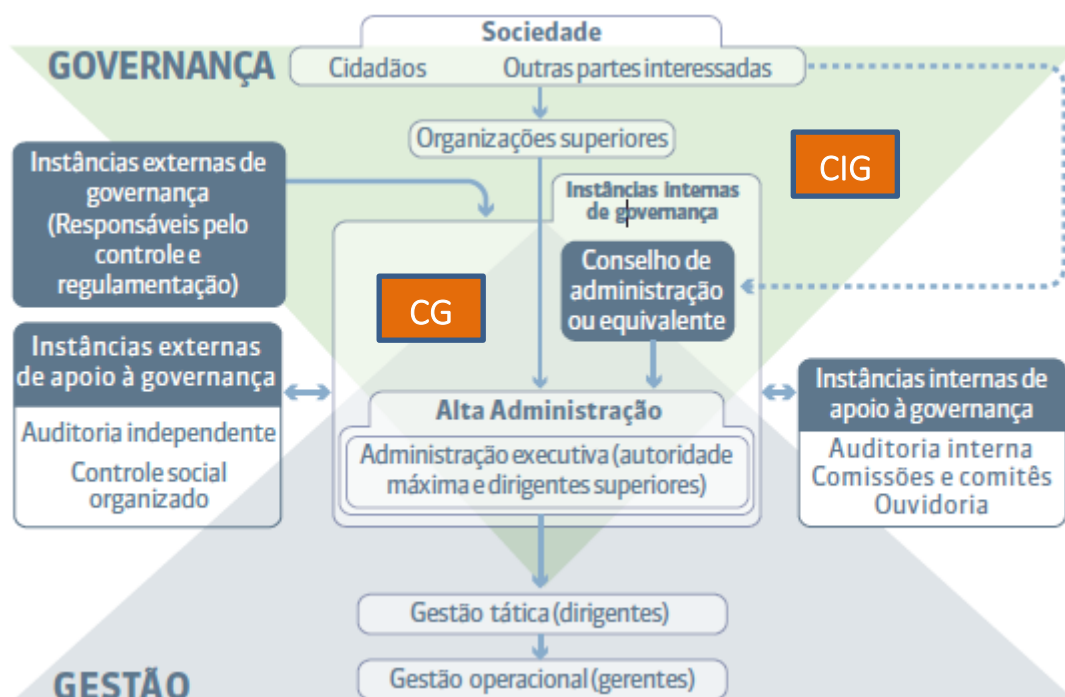 Sociedade
GOVERNANÇA
Cidadãos Outras partes interessadas
Organizações superiores
CIG
Instâncias externas de
governança
(Responsáveis pelo
controle e
regulamentação)
Instâncias internas
de governança
Conselho de
administração
ou equivalente
CG
Instâncias externas
de apoio à governança
Auditoria independente
Controle social
organizado
Alta Administração
Administração executiva (autoridade
máxima e dirigentes superiores)
Instâncias internas de
apoio à governança
Auditoria interna
Comissões e comitês
Ouvidoria
Gestão tática (dirigentes)
Gestão operacional (gerentes)
GESTÃO